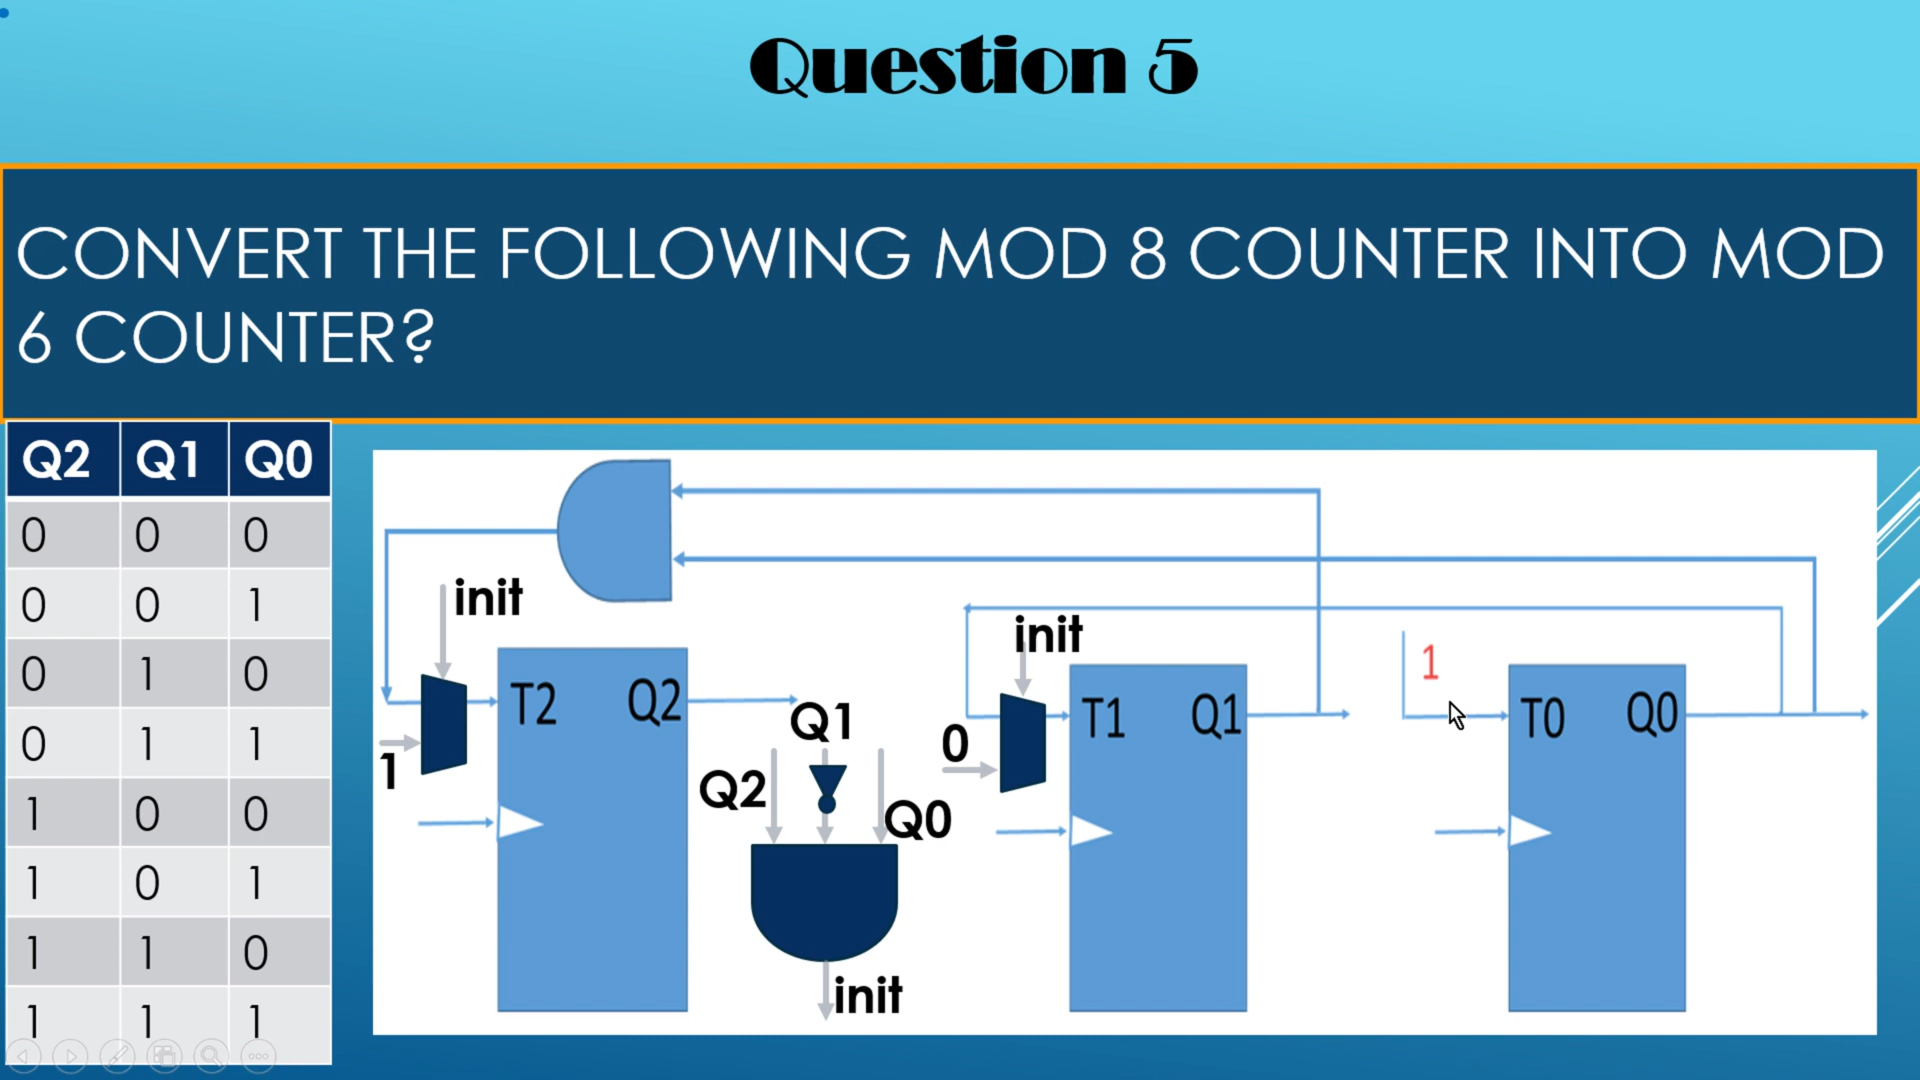 Question 5
CONVERT THE FOLLOWING MOD 8 COUNTER INTO MOD
6 COUNTER?
Q2 Q1 Q0
0 0 0
0 0 1
0 1 0
0 1 1
1 0 0
1 0 1
1 1 0
1 1 1
init
init
1
T2 Q2
Q1
T1 Q1
T0 Q0
0
1
Q2
Q0
init